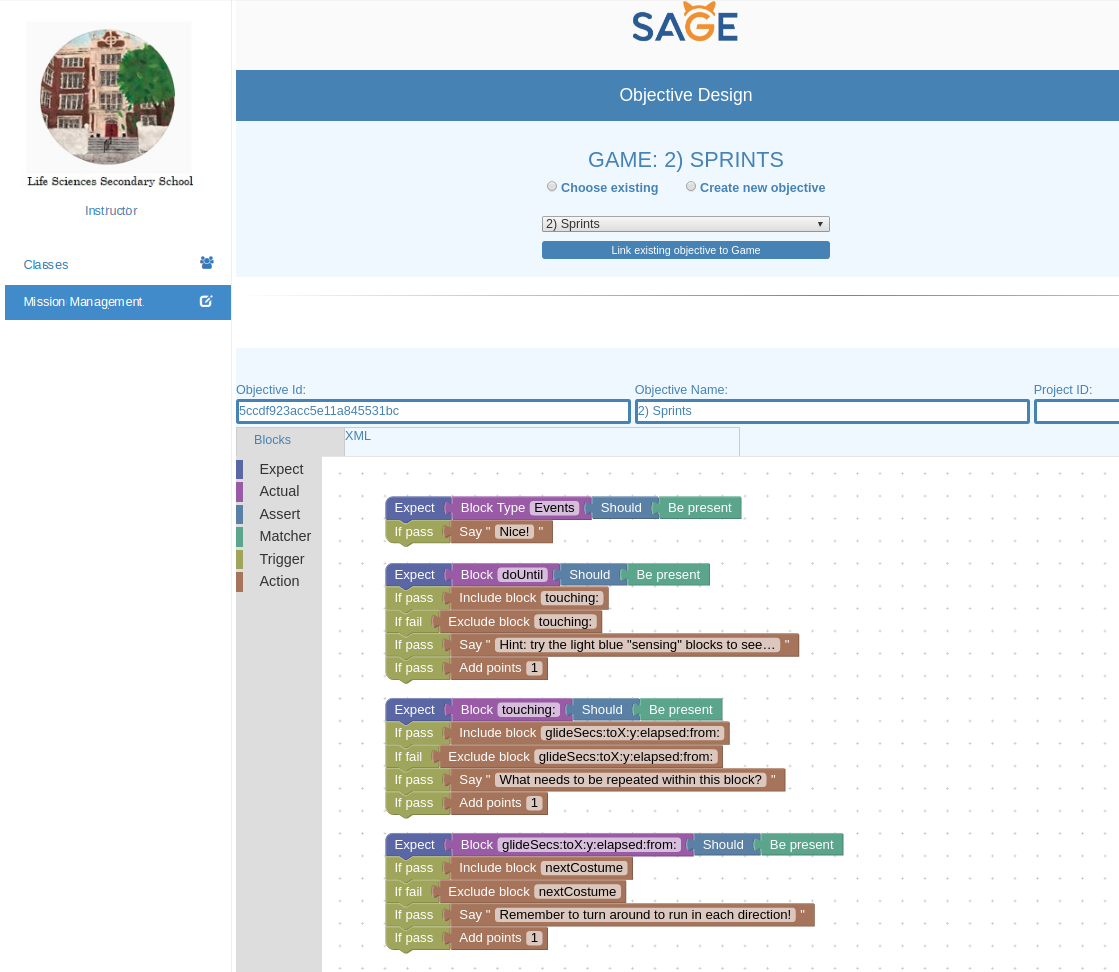 SAGE
Life Sciences Secondary School
Instructor
Classes
Mission Management
Objective Design
GAME: 2) SPRINTS
Choose existing Create new objective
2) Sprints
Link existing objective to Game
Objective Id: Objective Name: Project ID:
5ccdf923acc5e11a845531bc 2) Sprints
Blocks XML
Expect
Actual
Assert
Matcher
Trigger
Action
Expect Block Type Events Should Be present
If pass Say " Nice! "
Expect Block doUntil Should Be present
If pass Include block touching:
If fail Exclude block touching:
If pass Say " Hint: try the light blue "sensing" blocks to see… "
If pass Add points 1
Expect Block touching: Should Be present
If pass Include block glideSecs:toX:y:elapsed:from:
If fail Exclude block glideSecs:toX:y:elapsed:from:
If pass Say " What needs to be repeated within this block? "
If pass Add points 1
Expect Block glideSecs:toX:y:elapsed:from: Should Be present
If pass Include block nextCostume
If fail Exclude block nextCostume
If pass Say " Remember to turn around to run in each direction! "
If pass Add points 1